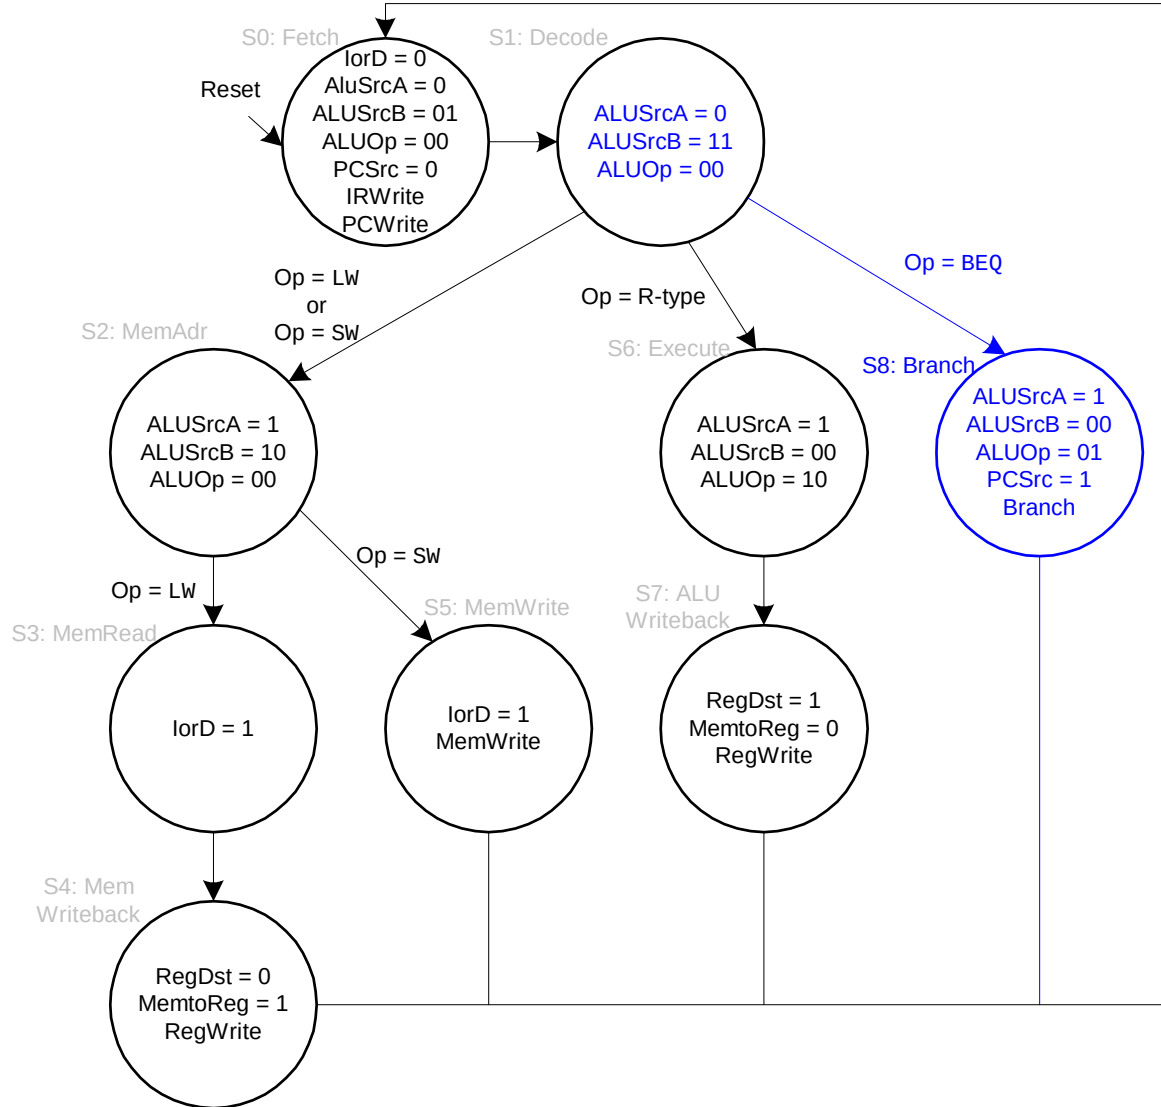 S0: Fetch
S1: Decode
Reset
IorD = 0
AluSrcA = 0
ALUSrcB = 01
ALUOp = 00
PCSrc = 0
IRWrite
PCWrite
ALUSrcA = 0
ALUSrcB = 11
ALUOp = 00
Op = LW
or
Op = SW
Op = R-type
Op = BEQ
S2: MemAdr
S6: Execute
S8: Branch
ALUSrcA = 1
ALUSrcB = 10
ALUOp = 00
ALUSrcA = 1
ALUSrcB = 00
ALUOp = 10
ALUSrcA = 1
ALUSrcB = 00
ALUOp = 01
PCSrc = 1
Branch
Op = LW
Op = SW
S3: MemRead
S5: MemWrite
S7: ALU
Writeback
IorD = 1
IorD = 1
MemWrite
RegDst = 1
MemtoReg = 0
RegWrite
S4: Mem
Writeback
RegDst = 0
MemtoReg = 1
RegWrite